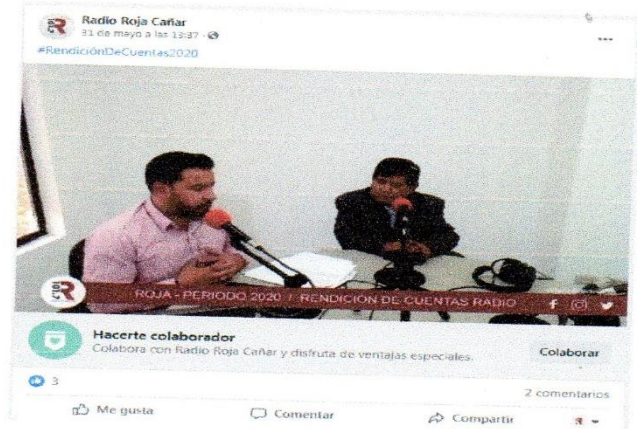 Radio Roja Cañar
31 de mayo a las 13:37 ·
#RendiciónDeCuentas2020
ROJA - PERIODO 2020 / RENDICIÓN DE CUENTAS RADIO
Hacerte colaborador
Colabora con Radio Roja Cañar y disfruta de ventajas especiales.
Colaborar
3
2 comentarios
Me gusta
Comentar
Compartir